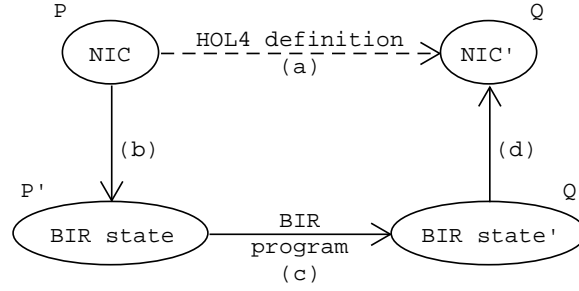 P
Q
NIC
HOL4 definition
(a)
NIC'
(b)
(d)
P'
Q
BIR state
BIR
program
(c)
BIR state'